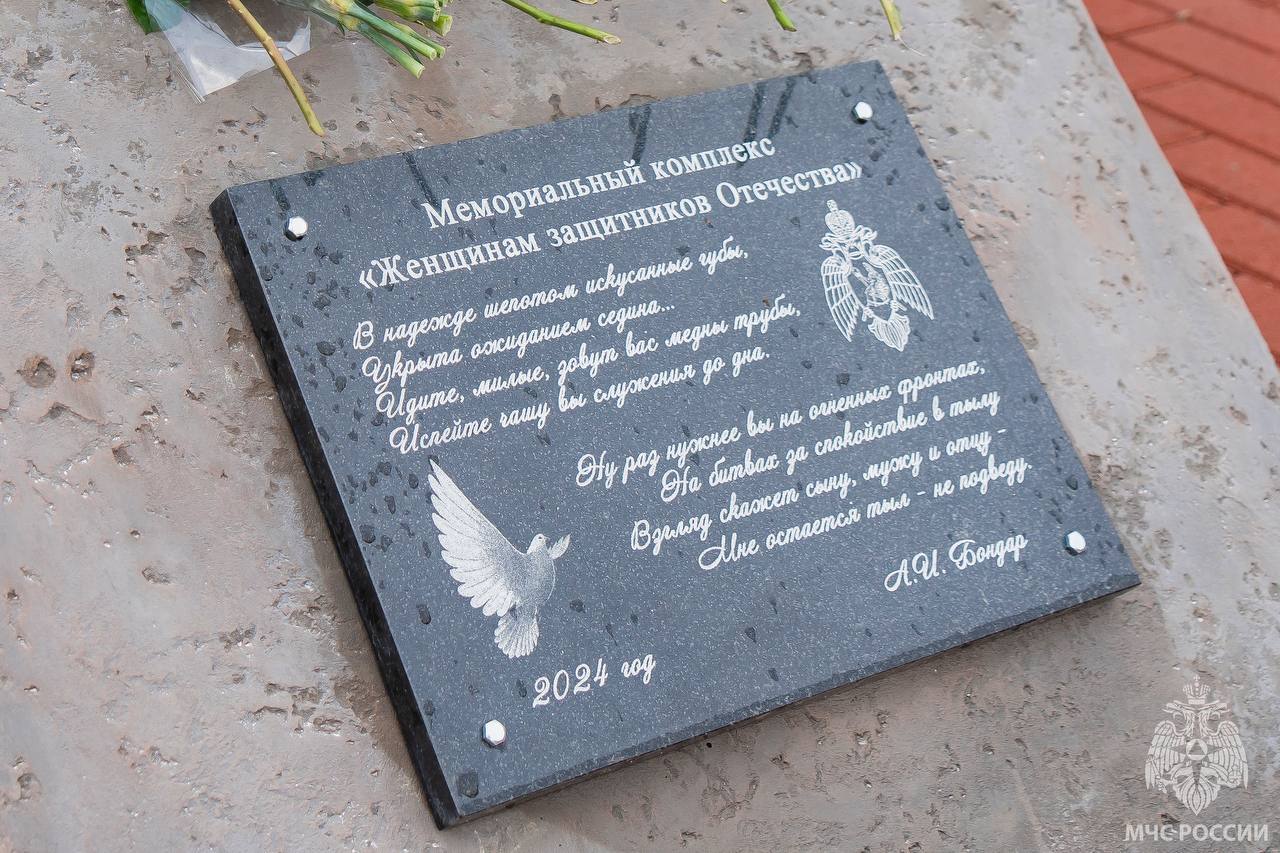 Мемориальный комплекс
«Женщинам защитников Отечества»
В надежде шепотом искусанные губы,
Укрыта ожиданием седина...
Идите, милые, зовут вас медны трубы,
Испейте чашу вы служения до дна.
Ну раз нужнее вы на огненных фронтах,
На битвах за спокойствие в тылу
Взгляд скажет сыну, мужу и отцу -
Мне остается тыл - не подведу.
А.И. Бондар
2024 год
МЧС РОССИИ